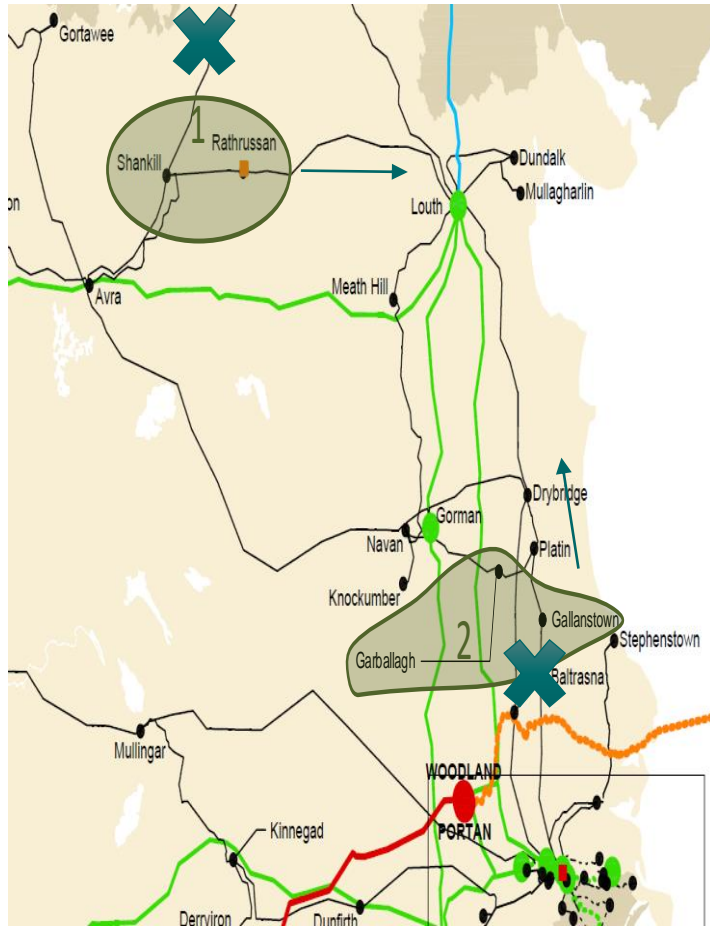 Gortawee
1
Rathrussan
Shankill
Dundalk
Mullagharlin
on
Louth
Meath Hill
Avra
Drybridge
Gorman
Navan
Platin
Knockumber
Gallanstown
2
Stephenstown
Garballagh
Baltrasna
Mullingar
WOODLAND
PORTAN
Kinnegad
Derryiron
Dunfirth